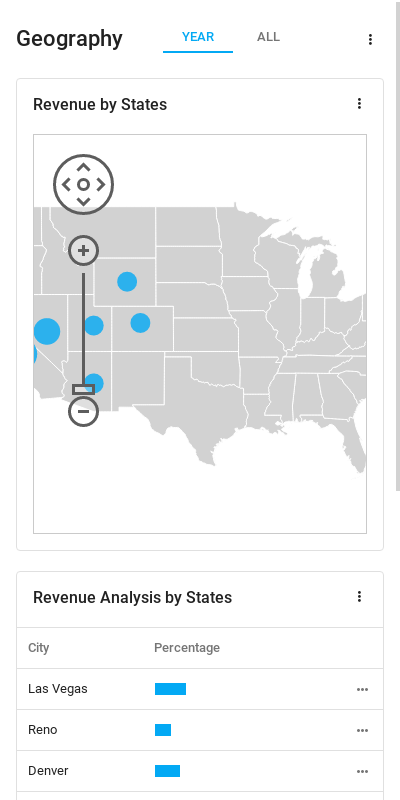 Geography
YEAR
ALL
Revenue by States
Revenue Analysis by States
City
Percentage
Las Vegas
Reno
Denver